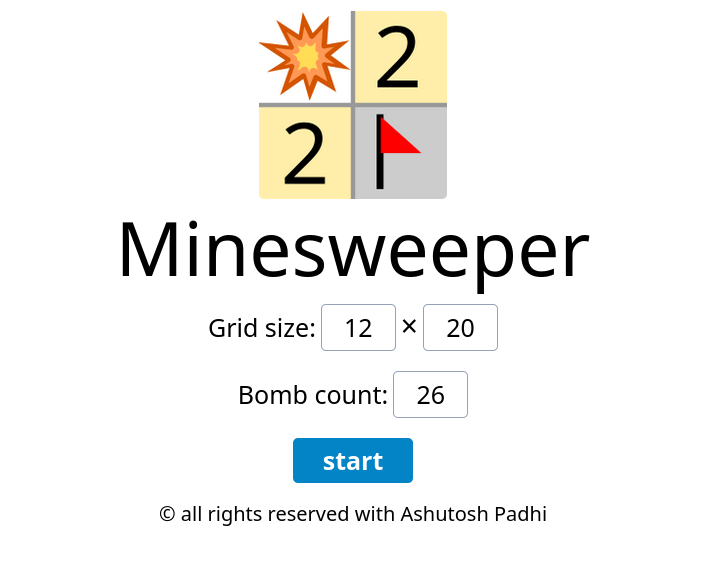 2
2
Minesweeper
Grid size: 12 × 20
Bomb count: 26
start
© all rights reserved with Ashutosh Padhi